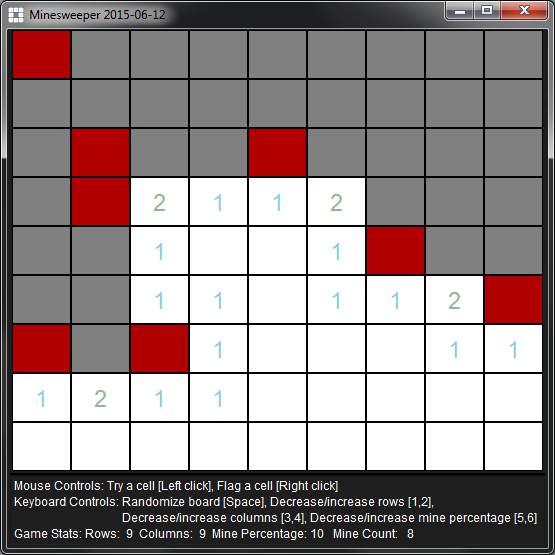 Minesweeper 2015-06-12
2 1 1 2
1 1
1 1 1 1 2
1 1 1
1 2 1 1
Mouse Controls: Try a cell [Left click], Flag a cell [Right click]
Keyboard Controls: Randomize board [Space], Decrease/increase rows [1,2],
Decrease/increase columns [3,4], Decrease/increase mine percentage [5,6]
Game Stats: Rows: 9 Columns: 9 Mine Percentage: 10 Mine Count: 8